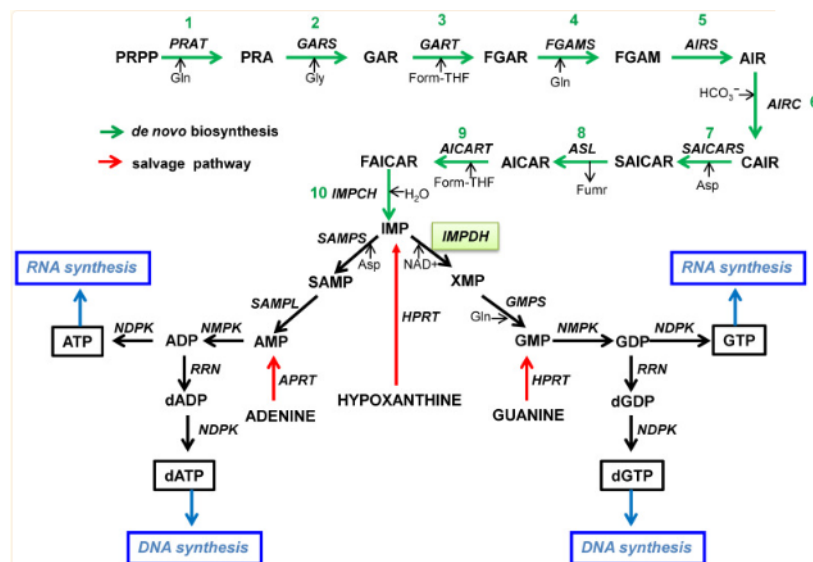 1 2 3 4 5
PRAT GARS GART FGAMS AIRS
PRPP PRA GAR FGAR FGAM AIR
Gln Gly Form-THF Gln
HCO₃⁻ AIRC 6
de novo biosynthesis
salvage pathway
9 8 7
AICART ASL SAICARS
FAICAR AICAR SAICAR CAIR
Form-THF Fumr Asp
10 IMPCH H₂O
IMP
SAMPS IMPDH
Asp NAD+
RNA synthesis RNA synthesis
SAMP XMP
SAMPL GMPS
HPRT Gln
NDPK NMPK NMPK NDPK
ATP ADP AMP GMP GDP GTP
RRN APRT HPRT RRN
dADP ADENINE HYPOXANTHINE GUANINE dGDP
NDPK NDPK
dATP dGTP
DNA synthesis DNA synthesis